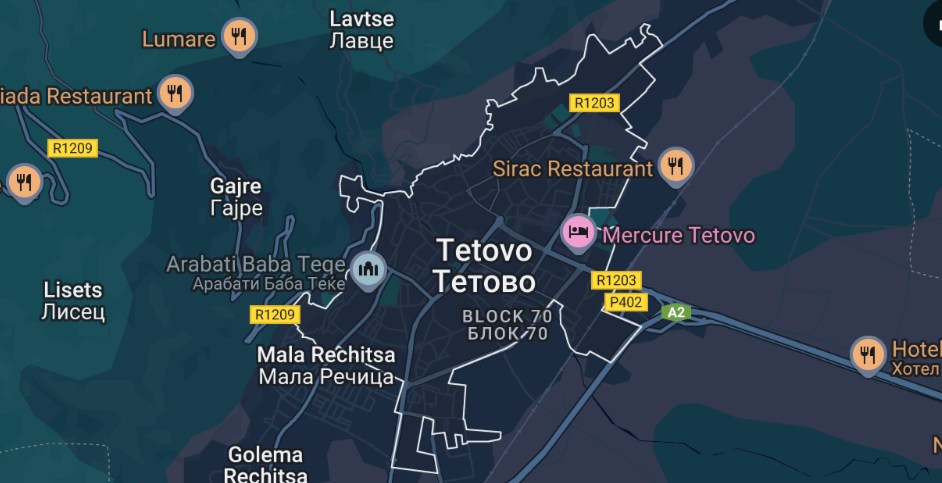 Lavtse
Лавце
Lumare
iada Restaurant
R1203
R1209
Sirac Restaurant
Gajre
Гајре
Mercure Tetovo
Tetovo
Тетово
Arabati Baba Teqe
Арабати Баба Теќе
R1203
P402
Lisets
Лисец
R1209
BLOCK 70
БЛОК 70
A2
Mala Rechitsa
Мала Речица
Hotel
Хотел
Golema
Rechitsa